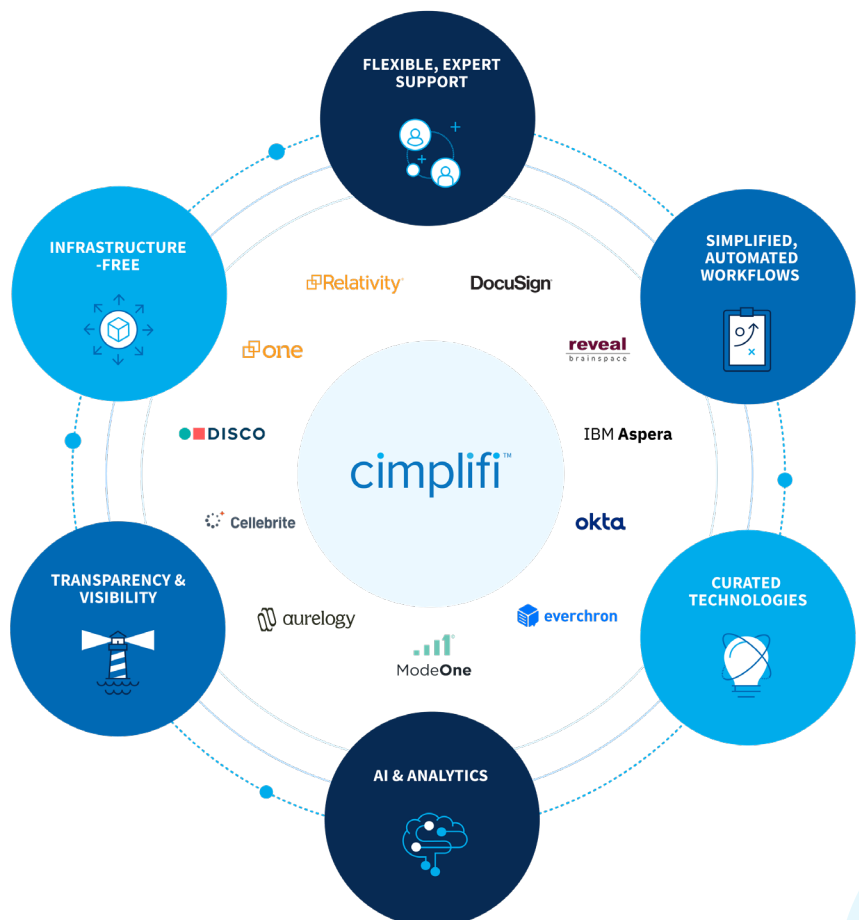 FLEXIBLE, EXPERT
SUPPORT
SIMPLIFIED,
AUTOMATED
WORKFLOWS
INFRASTRUCTURE
-FREE
Relativity
DocuSign
one
reveal
brainspace
DISCO
IBM Aspera
cimplifi™
Cellebrite
okta
TRANSPARENCY &
VISIBILITY
CURATED
TECHNOLOGIES
aurelogy
everchron
ModeOne
AI & ANALYTICS